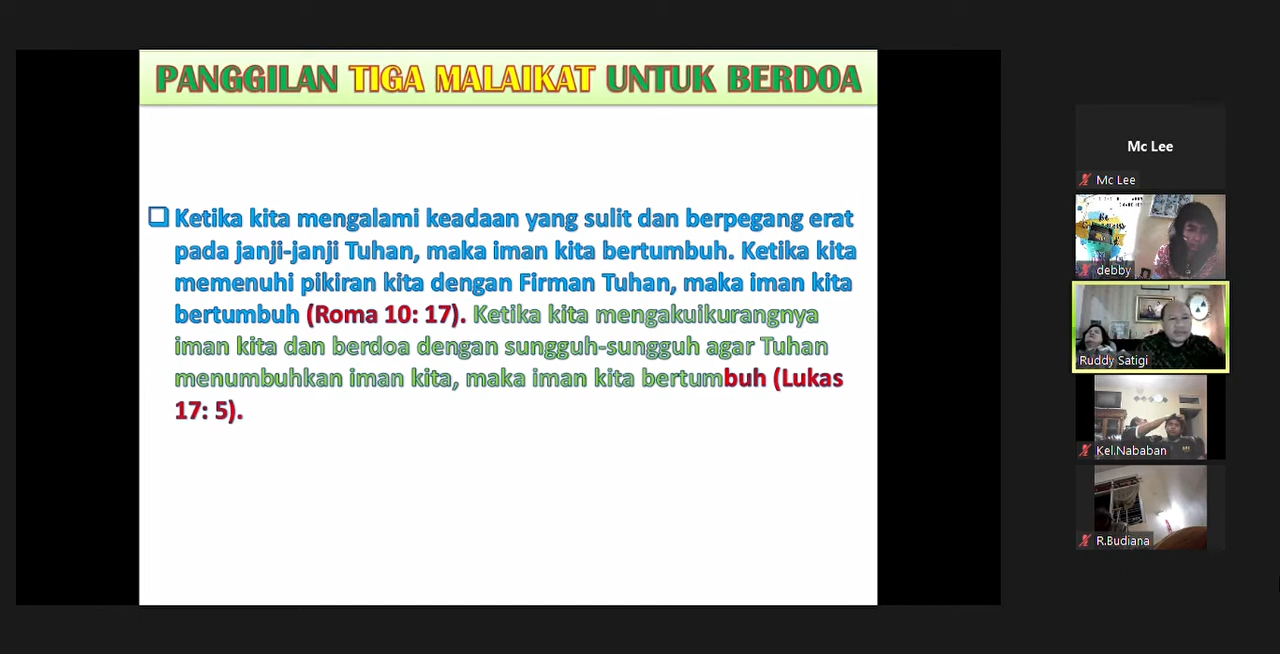 PANGGILAN TIGA MALAIKAT UNTUK BERDOA
Ketika kita mengalami keadaan yang sulit dan berpegang erat
pada janji-janji Tuhan, maka iman kita bertumbuh. Ketika kita
memenuhi pikiran kita dengan Firman Tuhan, maka iman kita
bertumbuh (Roma 10: 17). Ketika kita mengakuikurangnya
iman kita dan berdoa dengan sungguh-sungguh agar Tuhan
menumbuhkan iman kita, maka iman kita bertumbuh (Lukas
17: 5).
Mc Lee
Mc Lee
debby
Ruddy Satigi
Kel.Nababan
R.Budiana